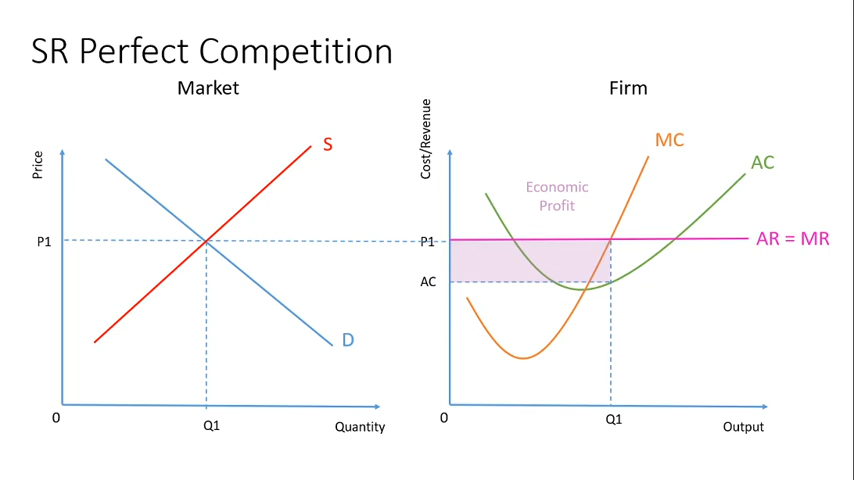 SR Perfect Competition
Market
Price
S
P1
D
0
Q1
Quantity
Firm
Cost/Revenue
MC
AC
Economic
Profit
P1
AR = MR
AC
0
Q1
Output